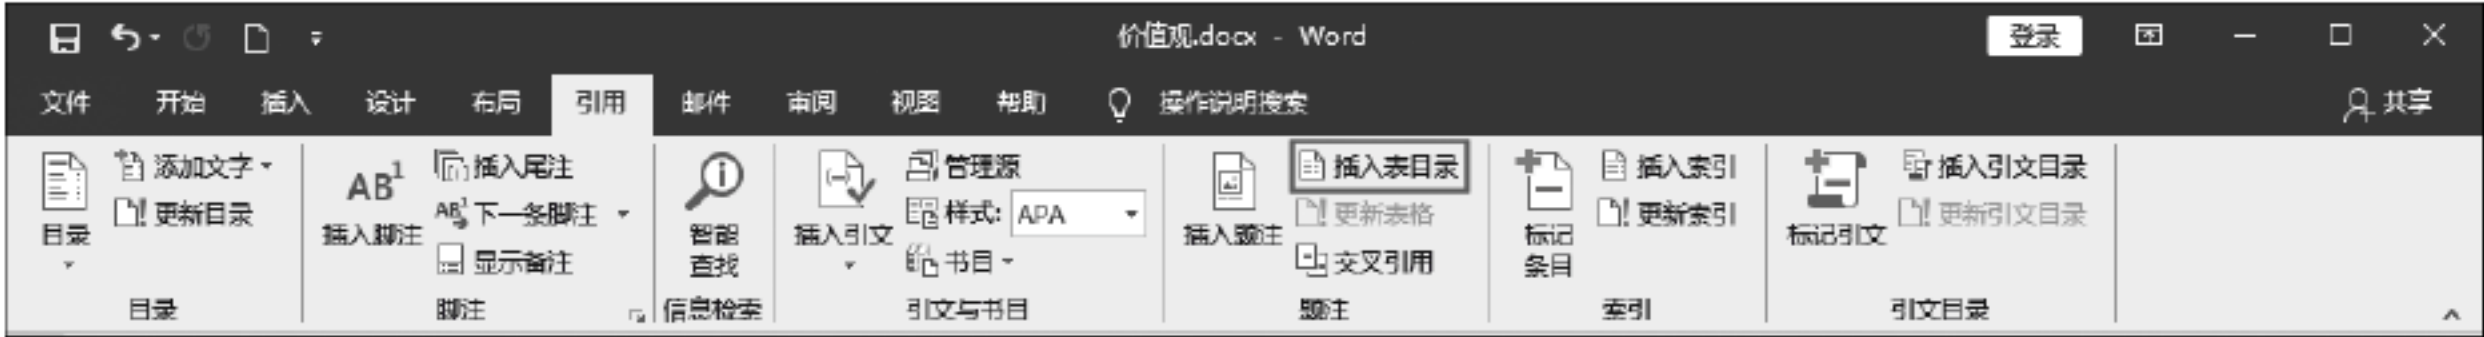 价值观.docx - Word 登录
文件 开始 插入 设计 布局 引用 邮件 审阅 视图 帮助 操作说明搜索 共享
目录
添加文字
更新目录
目录
AB1
插入脚注
插入尾注
AB1 下一条脚注
显示备注
脚注
智能
查找
信息检索
插入引文
管理源
样式: APA
书目
引文与书目
插入题注
插入表目录
更新表格
交叉引用
题注
标记
条目
插入索引
更新索引
索引
标记引文
插入引文目录
更新引文目录
引文目录